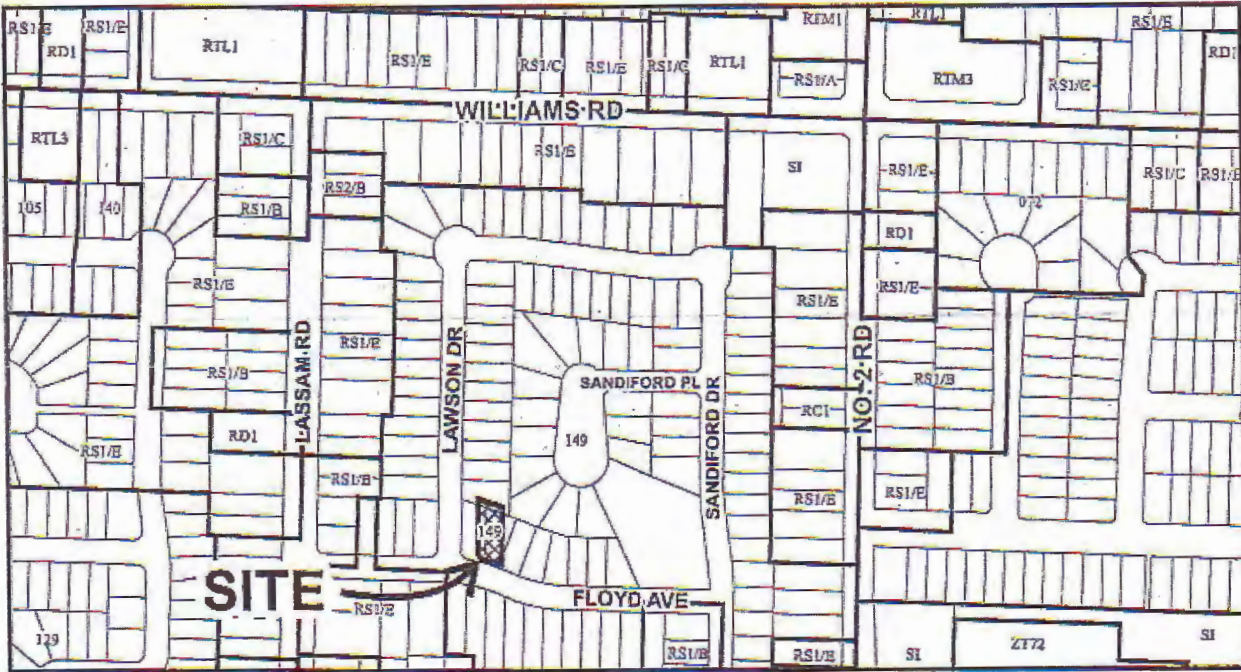 RS1/E
RD1
RS1/E
RTL1
RS1/E
RS1/C
RS1/E
RS1/C
RTL1
RTM1
RS1/A
RTL1
RTM3
RS1/C
RS1/E
RD1
WILLIAMS RD
RTL3
RS1/C
RS1/E
SI
RS1/E
RS1/C
RS1/E
105
140
RS1/B
RS2/B
RD1
RS1/E
RS1/E
RS1/E
LASSAM RD
RS1/E
LAWSON DR
SANDIFORD PL
SANDIFORD DR
NO. 2 RD
RS1/B
RS1/B
RC1
149
RD1
RS1/E
RS1/B
RS1/E
RS1/E
149
SITE
RS1/E
FLOYD AVE
129
RS1/B
RS1/E
SI
ZT72
SI